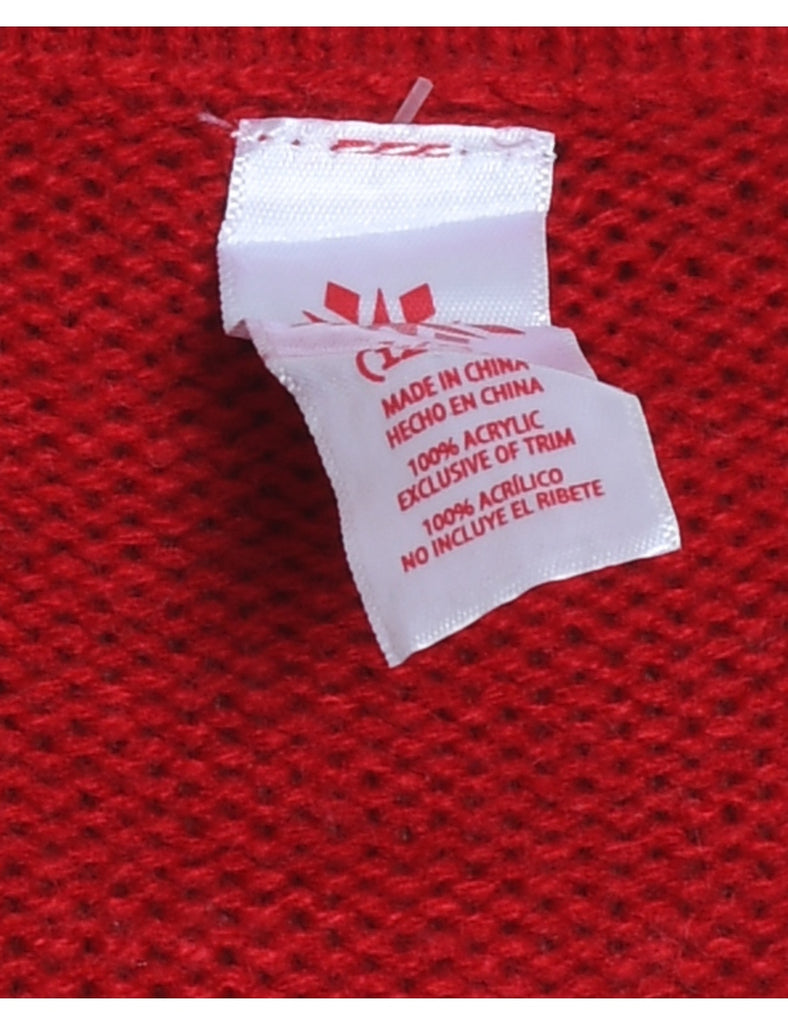 MADE IN CHINA
HECHO EN CHINA
100% ACRYLIC
EXCLUSIVE OF TRIM
100% ACRÍLICO
NO INCLUYE EL RIBETE